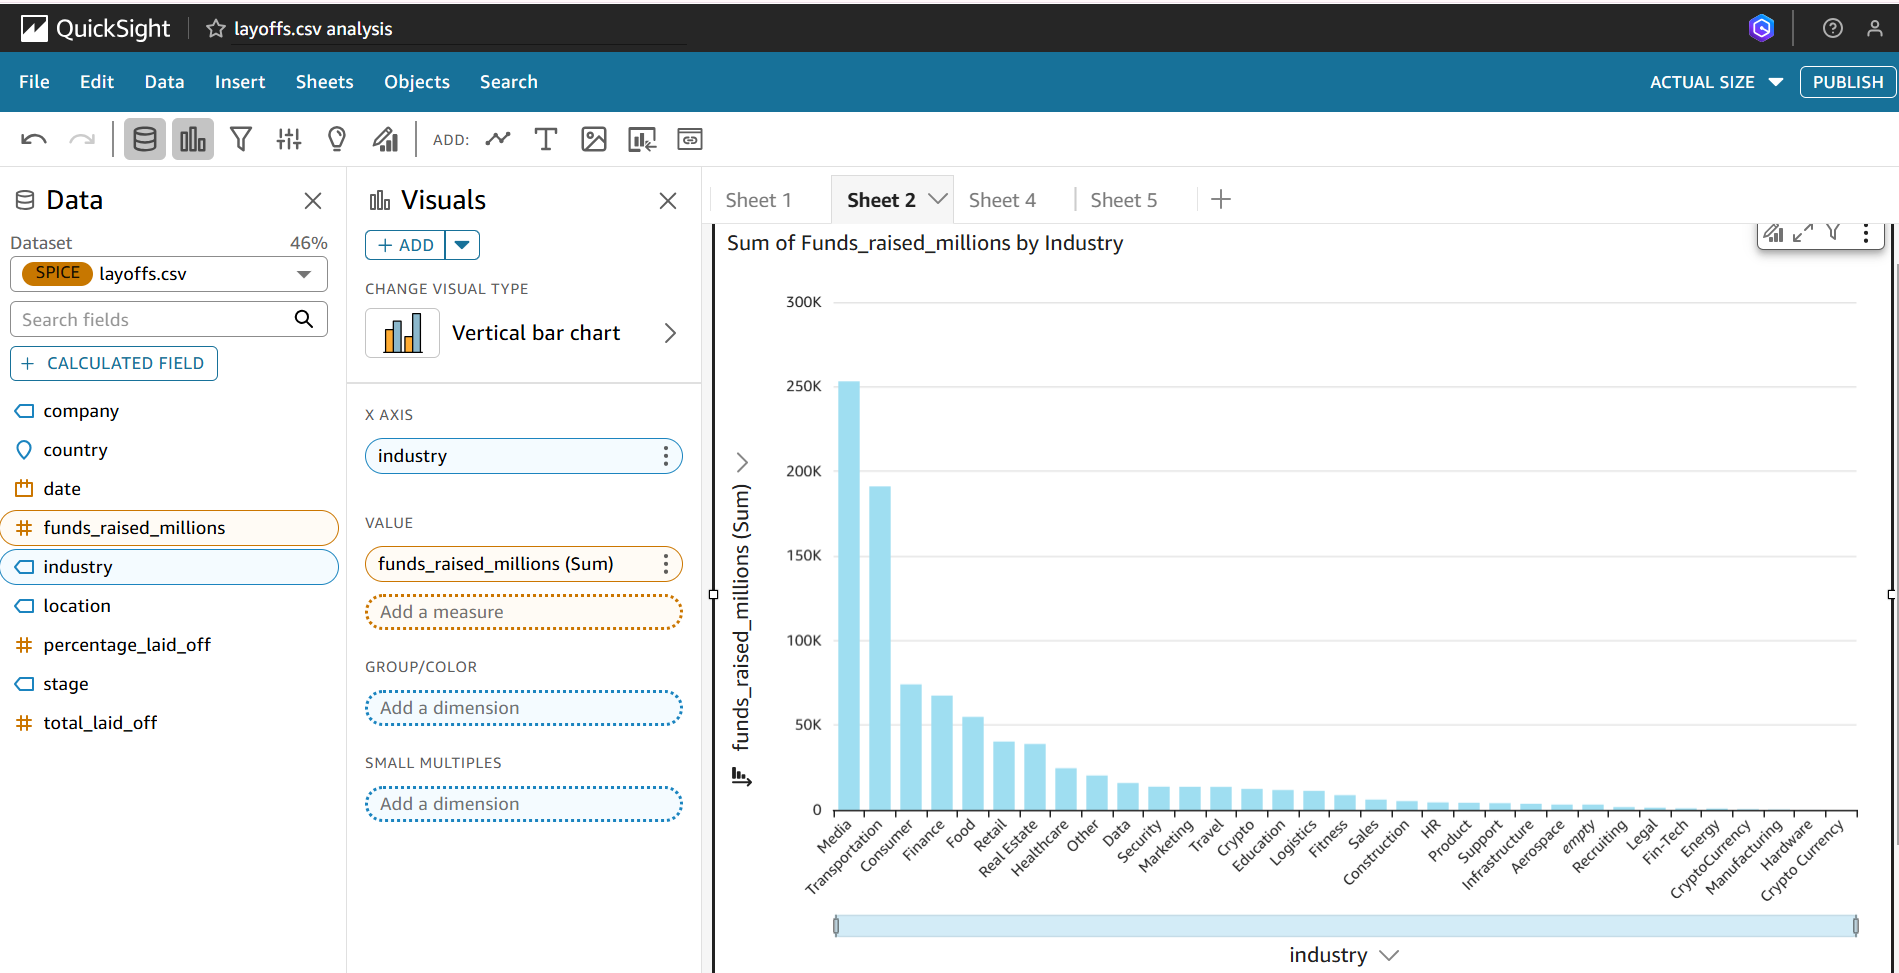 QuickSight
layoffs.csv analysis
File Edit Data Insert Sheets Objects Search
ACTUAL SIZE
PUBLISH
ADD:
Data
Dataset 46%
SPICE layoffs.csv
Search fields
+ CALCULATED FIELD
company
country
date
# funds_raised_millions
industry
location
# percentage_laid_off
stage
# total_laid_off
Visuals
+ ADD
CHANGE VISUAL TYPE
Vertical bar chart
X AXIS
industry
VALUE
funds_raised_millions (Sum)
Add a measure
GROUP/COLOR
Add a dimension
SMALL MULTIPLES
Add a dimension
Sheet 1
Sheet 2
Sheet 4
Sheet 5
+
Sum of Funds_raised_millions by Industry
funds_raised_millions (Sum)
300K
250K
200K
150K
100K
50K
0
Media
Transportation
Consumer
Finance
Food
Retail
Real Estate
Healthcare
Other
Data
Security
Marketing
Travel
Crypto
Education
Logistics
Fitness
Sales
Construction
HR
Product
Support
Infrastructure
Aerospace
empty
Recruiting
Legal
Fin-Tech
Energy
CryptoCurrency
Manufacturing
Hardware
Crypto Currency
industry